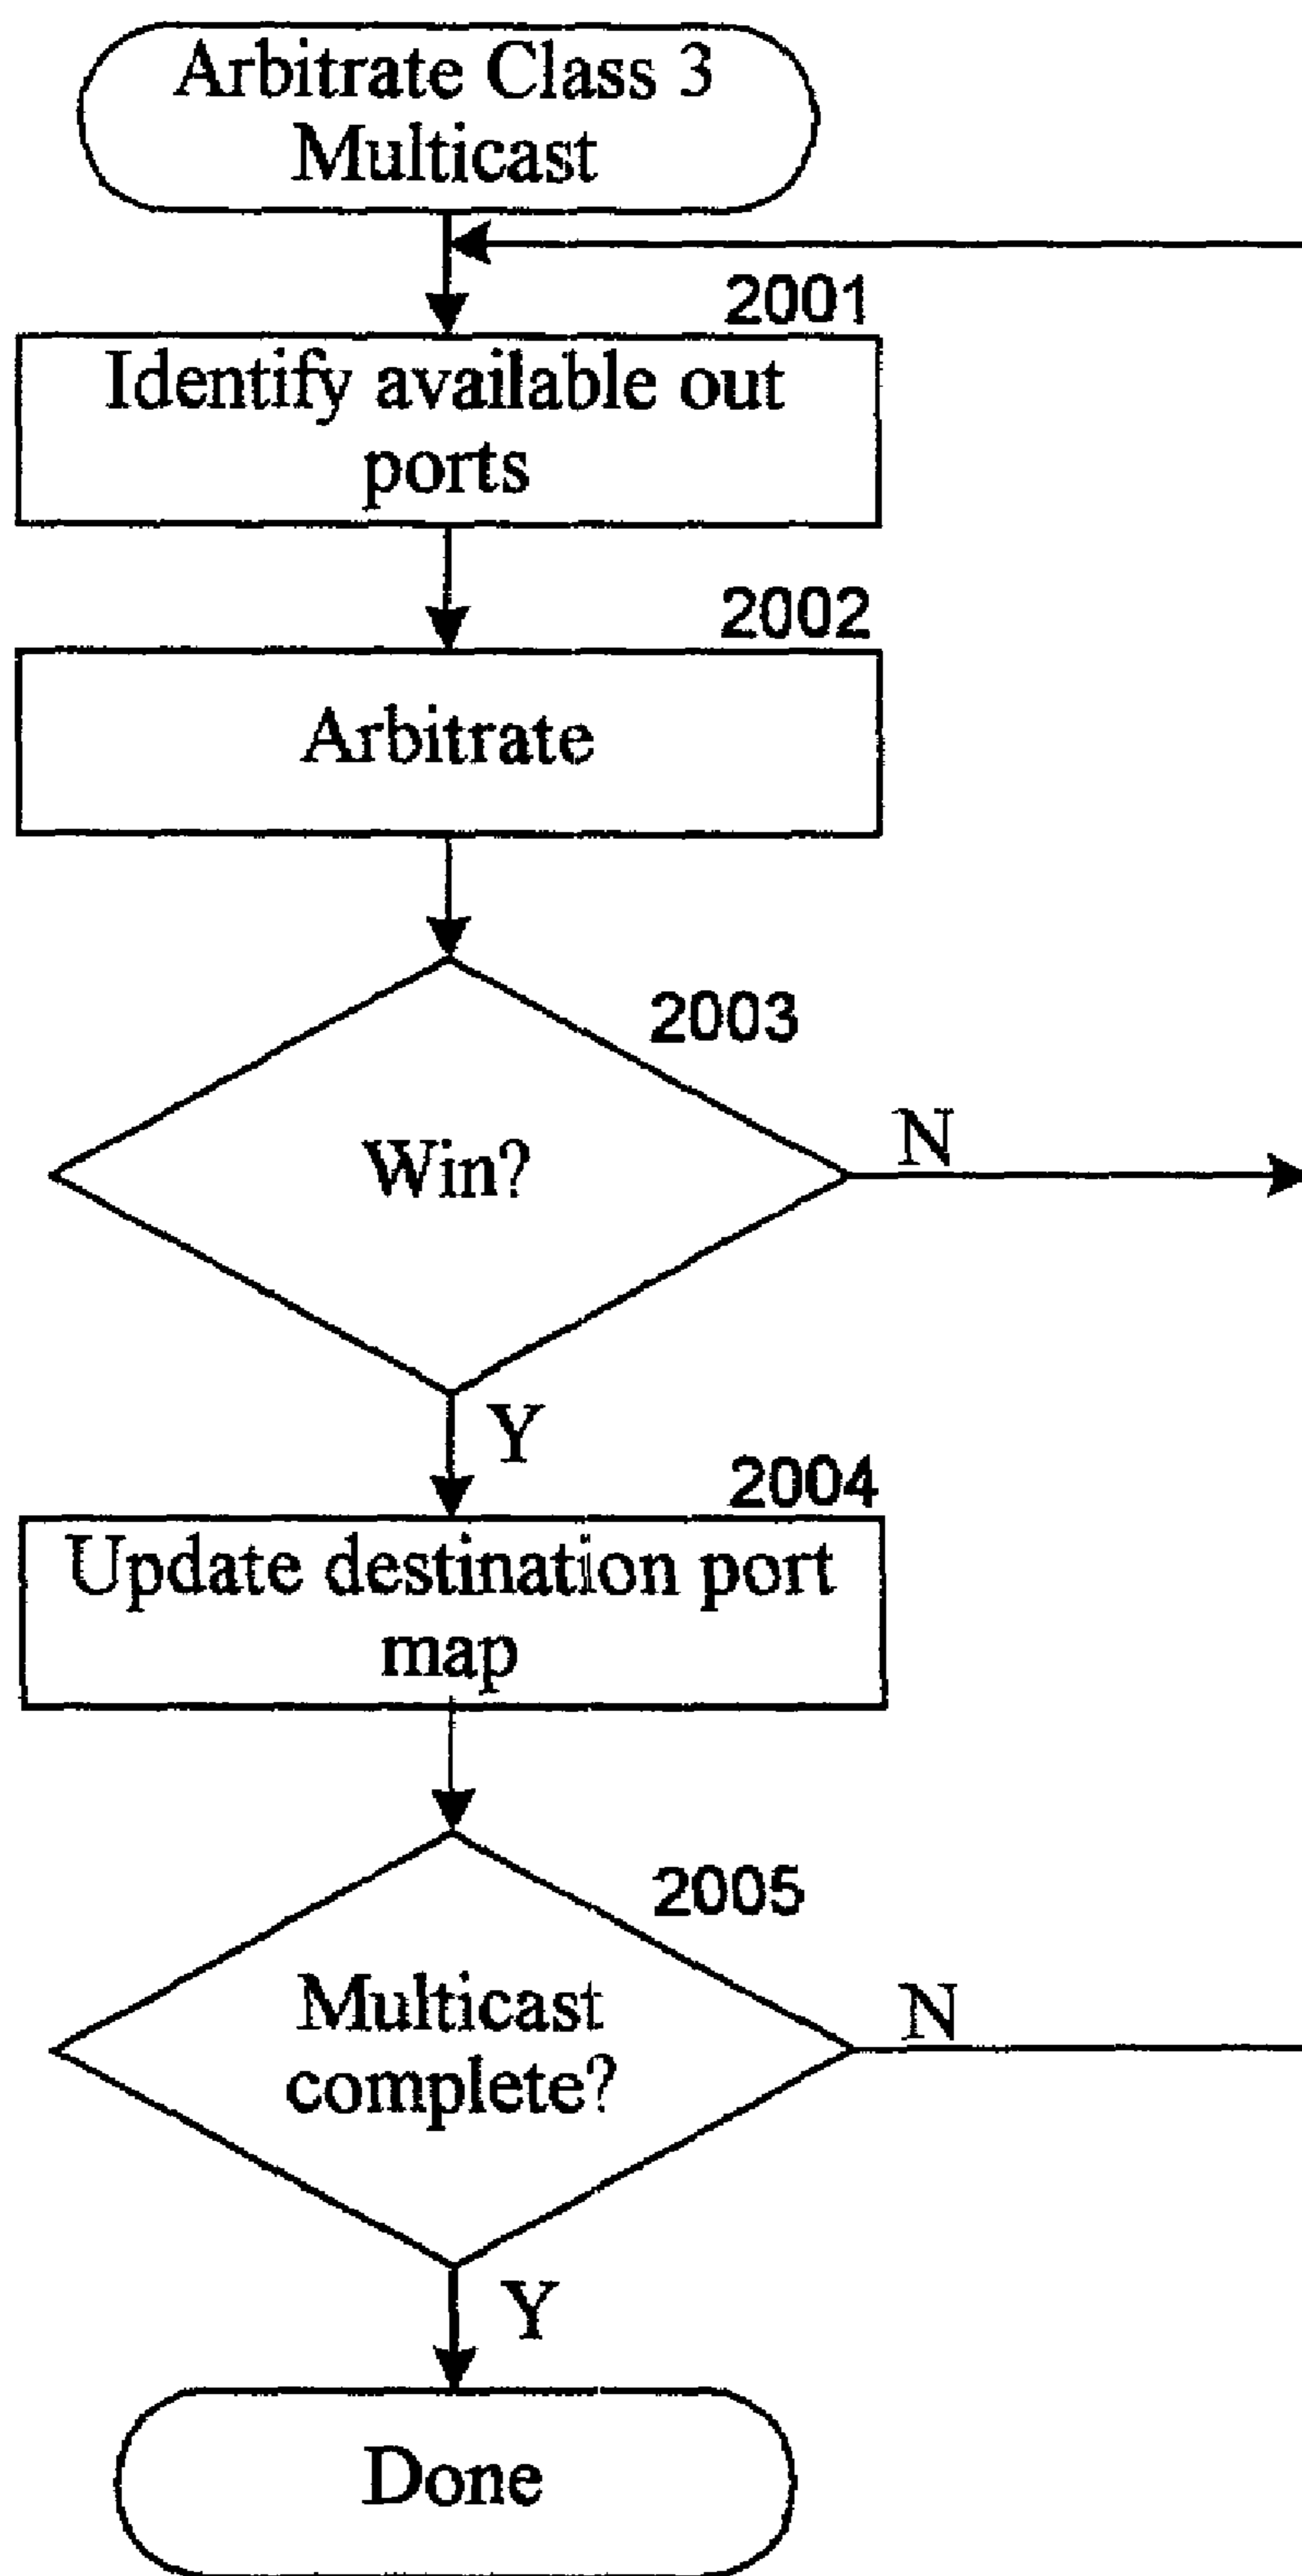 Arbitrate Class 3
Multicast
2001
Identify available out
ports
2002
Arbitrate
2003
Win?
N
Y
2004
Update destination port
map
2005
Multicast
complete?
N
Y
Done